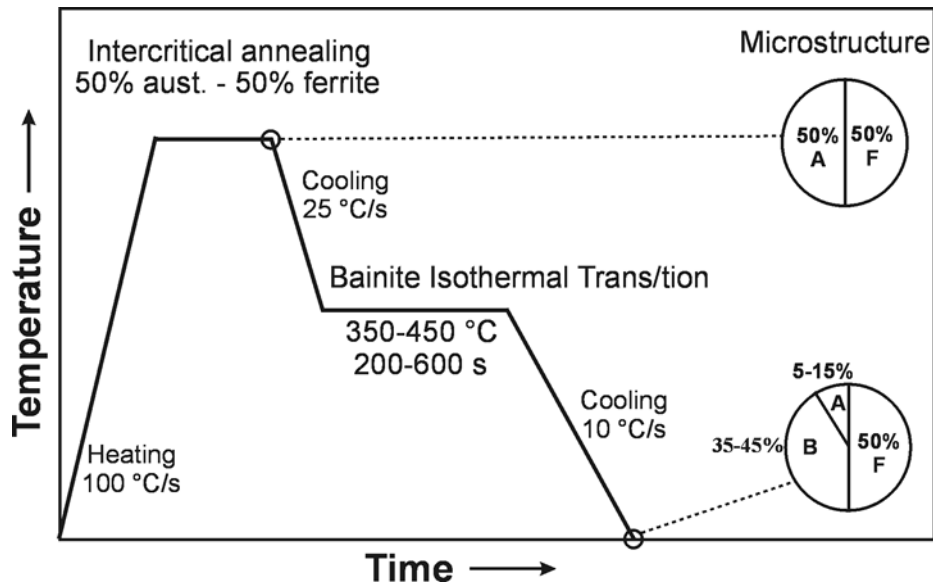 Intercritical annealing
50% aust. - 50% ferrite
Microstructure
50%
A
50%
F
Cooling
25 °C/s
Bainite Isothermal Trans/tion
350-450 °C
200-600 s
Heating
100 °C/s
Cooling
10 °C/s
5-15%
A
35-45%
B
50%
F
Temperature
Time